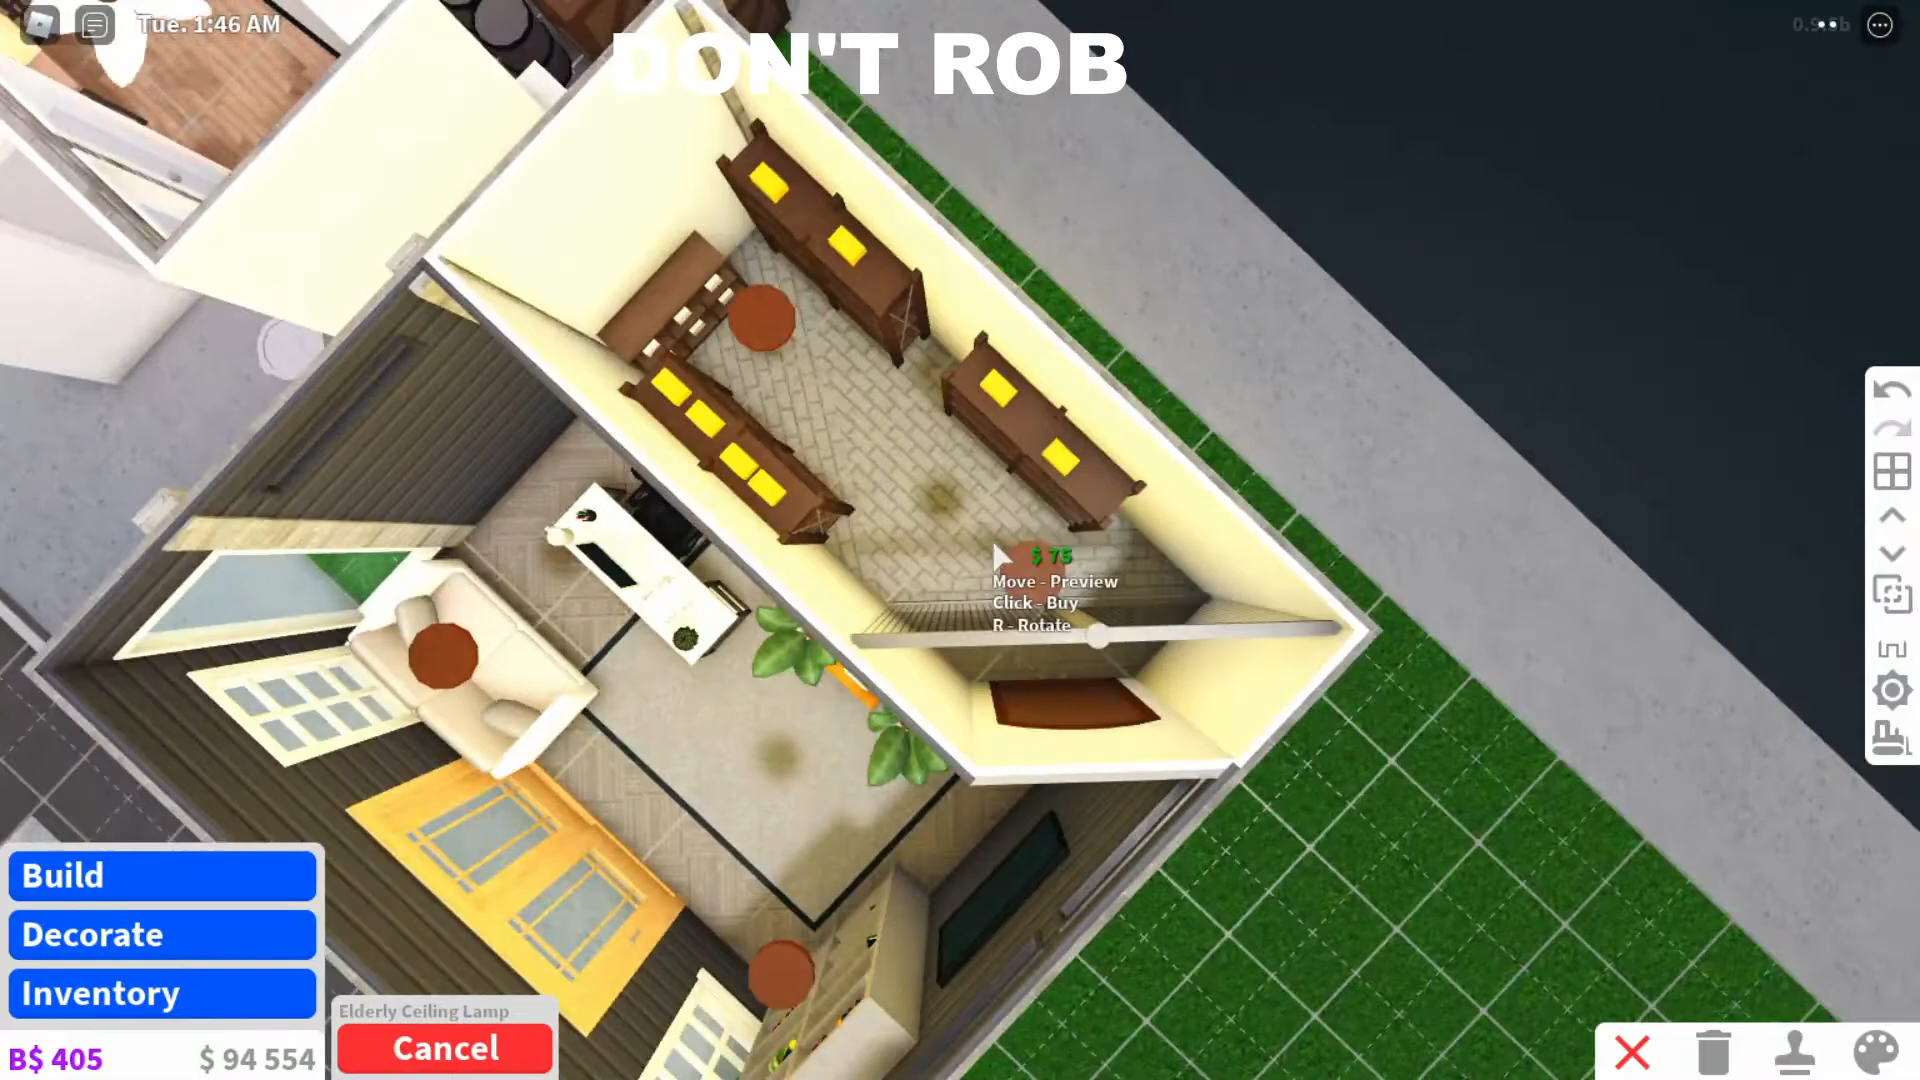 Tue. 1:46 AM
DON'T ROB
$ 75
Move - Preview
Click - Buy
R - Rotate
Build
Decorate
Inventory
B$ 405
$ 94 554
Elderly Ceiling Lamp
Cancel